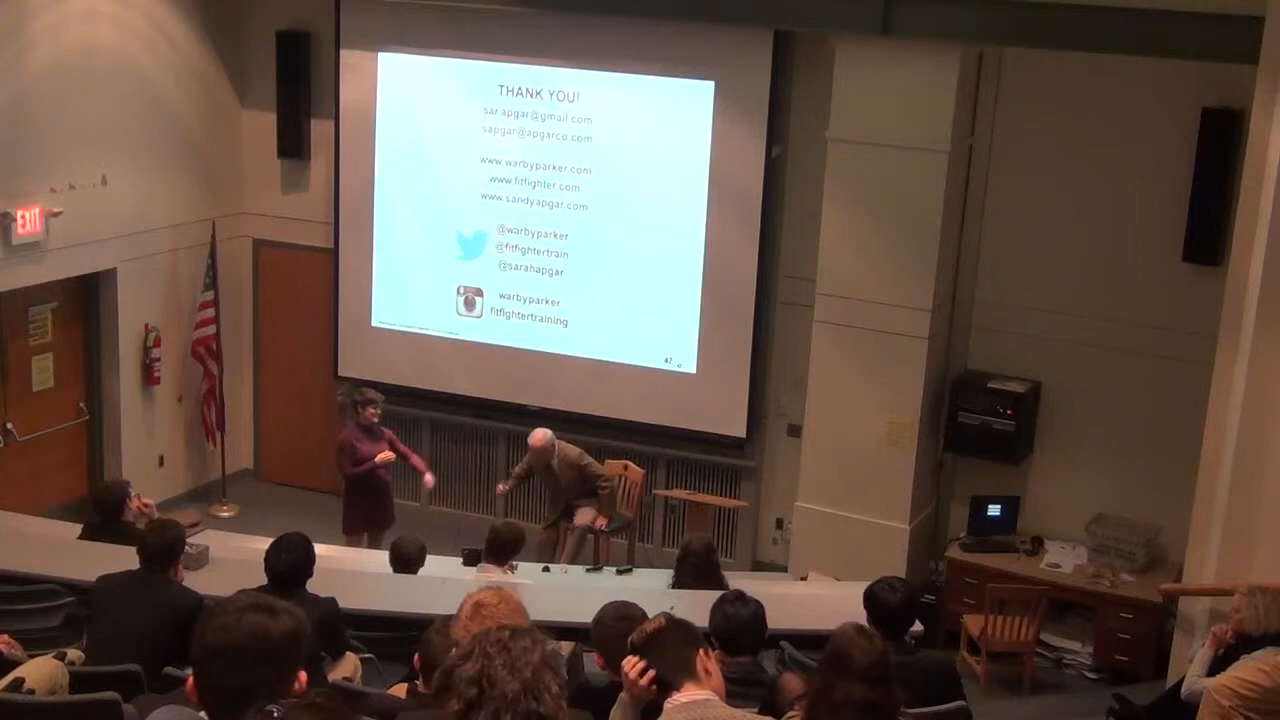 THANK YOU!
sar.apgar@gmail.com
sapgar@apgarco.com
www.warbyparker.com
www.fitfighter.com
www.sandyapgar.com
@warbyparker
@fitfightertrain
@sarahapgar
warbyparker
fitfightertraining
47
EXIT